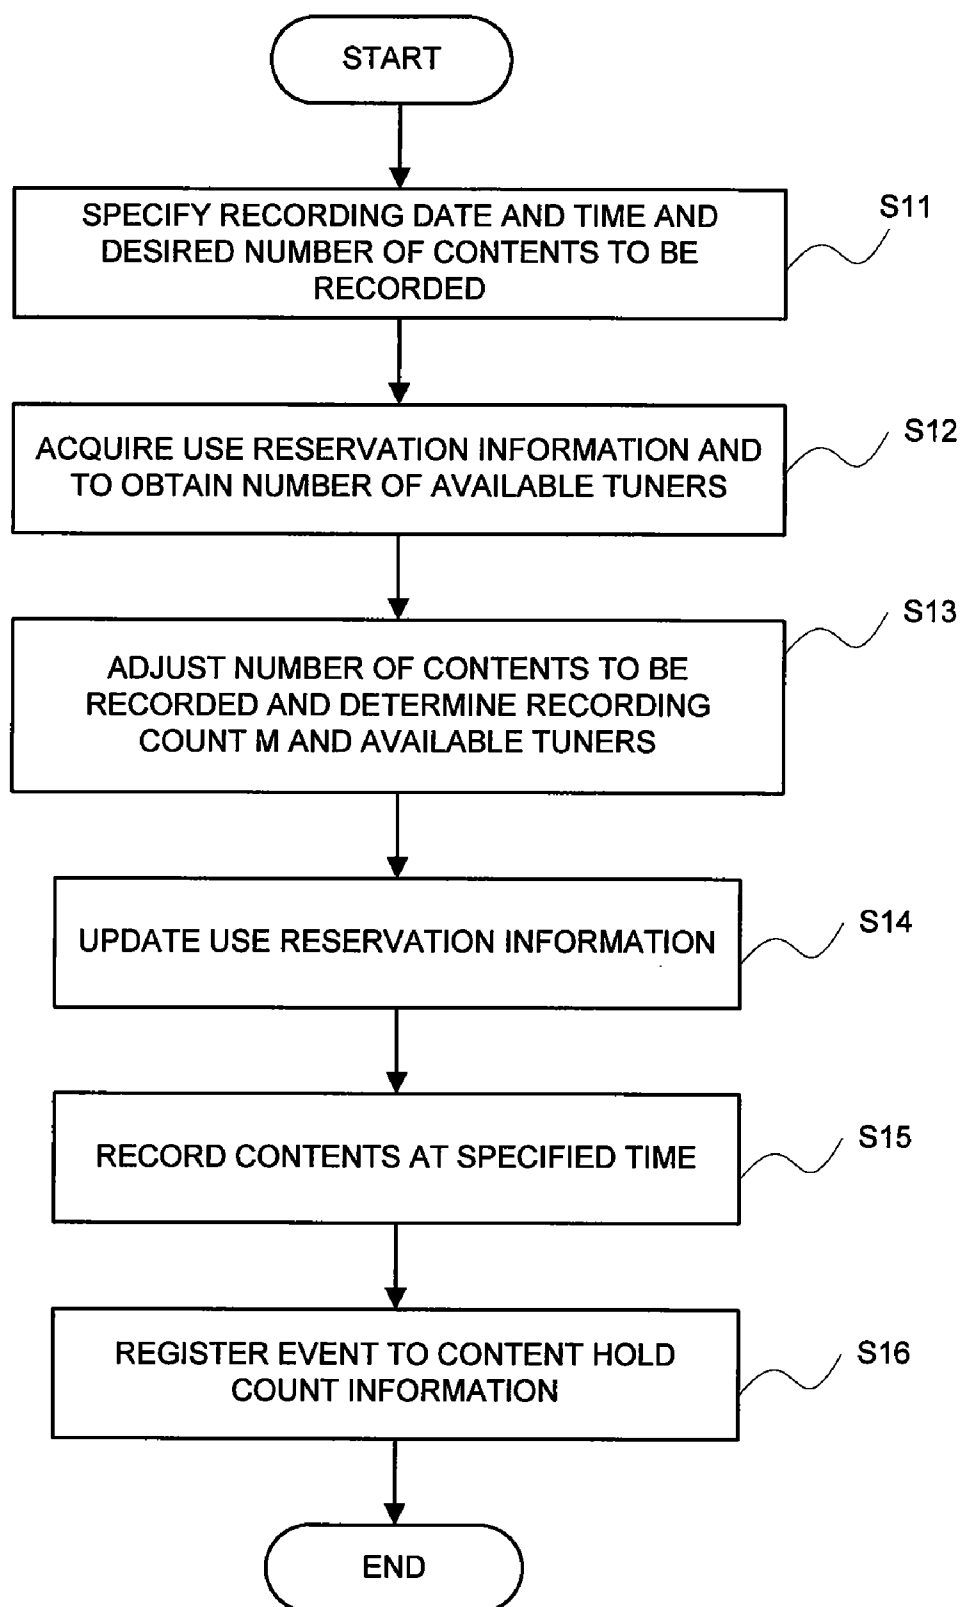 START
SPECIFY RECORDING DATE AND TIME AND
DESIRED NUMBER OF CONTENTS TO BE
RECORDED
S11
ACQUIRE USE RESERVATION INFORMATION AND
TO OBTAIN NUMBER OF AVAILABLE TUNERS
S12
ADJUST NUMBER OF CONTENTS TO BE
RECORDED AND DETERMINE RECORDING
COUNT M AND AVAILABLE TUNERS
S13
UPDATE USE RESERVATION INFORMATION
S14
RECORD CONTENTS AT SPECIFIED TIME
S15
REGISTER EVENT TO CONTENT HOLD
COUNT INFORMATION
S16
END